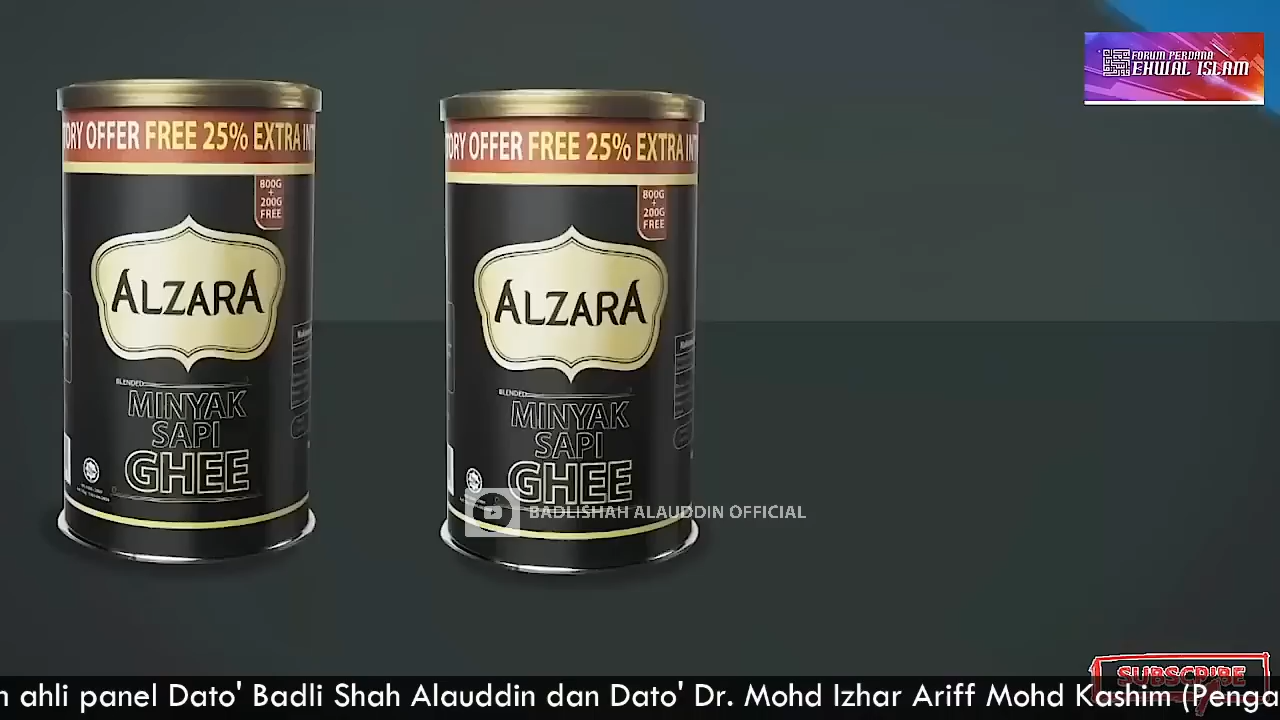 FORUM PERDANA
EHWAL ISLAM
ORY OFFER FREE 25% EXTRA IN
800G
+
200G
FREE
ALZARA
BLENDED
MINYAK
SAPI
GHEE
ORY OFFER FREE 25% EXTRA IN
800G
+
200G
FREE
ALZARA
BLENDED
MINYAK
SAPI
GHEE
BADLISHAH ALAUDDIN OFFICIAL
SUBSCRIBE
n ahli panel Dato' Badli Shah Alauddin dan Dato' Dr. Mohd Izhar Ariff Mohd Kashim (Penga